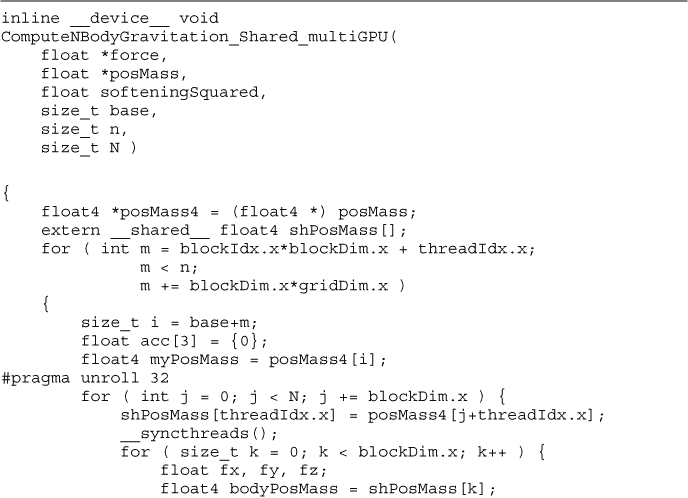 inline __device__ void
ComputeNBodyGravitation_Shared_multiGPU(
    float *force,
    float *posMass,
    float softeningSquared,
    size_t base,
    size_t n,
    size_t N )
{
    float4 *posMass4 = (float4 *) posMass;
    extern __shared__ float4 shPosMass[];
    for ( int m = blockIdx.x*blockDim.x + threadIdx.x;
              m < n;
              m += blockDim.x*gridDim.x )
    {
        size_t i = base+m;
        float acc[3] = {0};
        float4 myPosMass = posMass4[i];
#pragma unroll 32
        for ( int j = 0; j < N; j += blockDim.x ) {
            shPosMass[threadIdx.x] = posMass4[j+threadIdx.x];
            __syncthreads();
            for ( size_t k = 0; k < blockDim.x; k++ ) {
                float fx, fy, fz;
                float4 bodyPosMass = shPosMass[k];